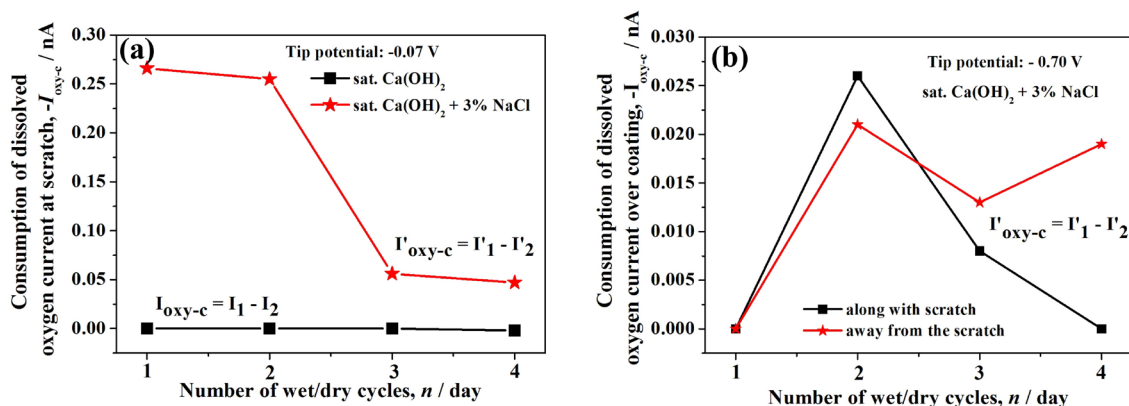 (a)
Tip potential: -0.07 V
sat. Ca(OH)2
sat. Ca(OH)2 + 3% NaCl
I'oxy-c = I'1 - I'2
Ioxy-c = I1 - I2
Consumption of dissolved
oxygen current at scratch, -Ioxy-c / nA
0.30
0.25
0.20
0.15
0.10
0.05
0.00
1 2 3 4
Number of wet/dry cycles, n / day
(b)
Tip potential: - 0.70 V
sat. Ca(OH)2 + 3% NaCl
I'oxy-c = I'1 - I'2
along with scratch
away from the scratch
Consumption of dissolved
oxygen current over coating, -Ioxy-c / nA
0.030
0.025
0.020
0.015
0.010
0.005
0.000
1 2 3 4
Number of wet/dry cycles, n / day